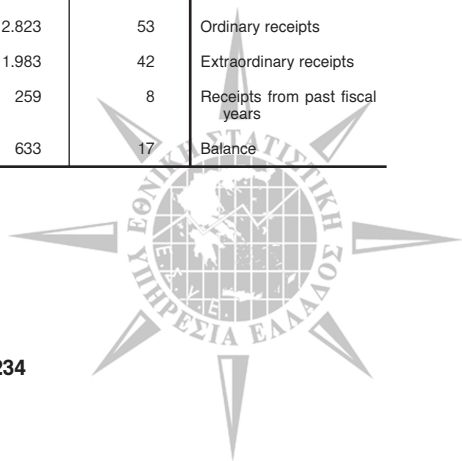 2.823 53 Ordinary receipts
1.983 42 Extraordinary receipts
259 8 Receipts from past fiscal
years
633 17 Balance
ΕΘΝΙΚΗ ΣΤΑΤΙΣΤΙΚΗ
ΥΠΗΡΕΣΙΑ ΕΛΛΑΔΟΣ
Ε.Σ.Υ.Ε.
234